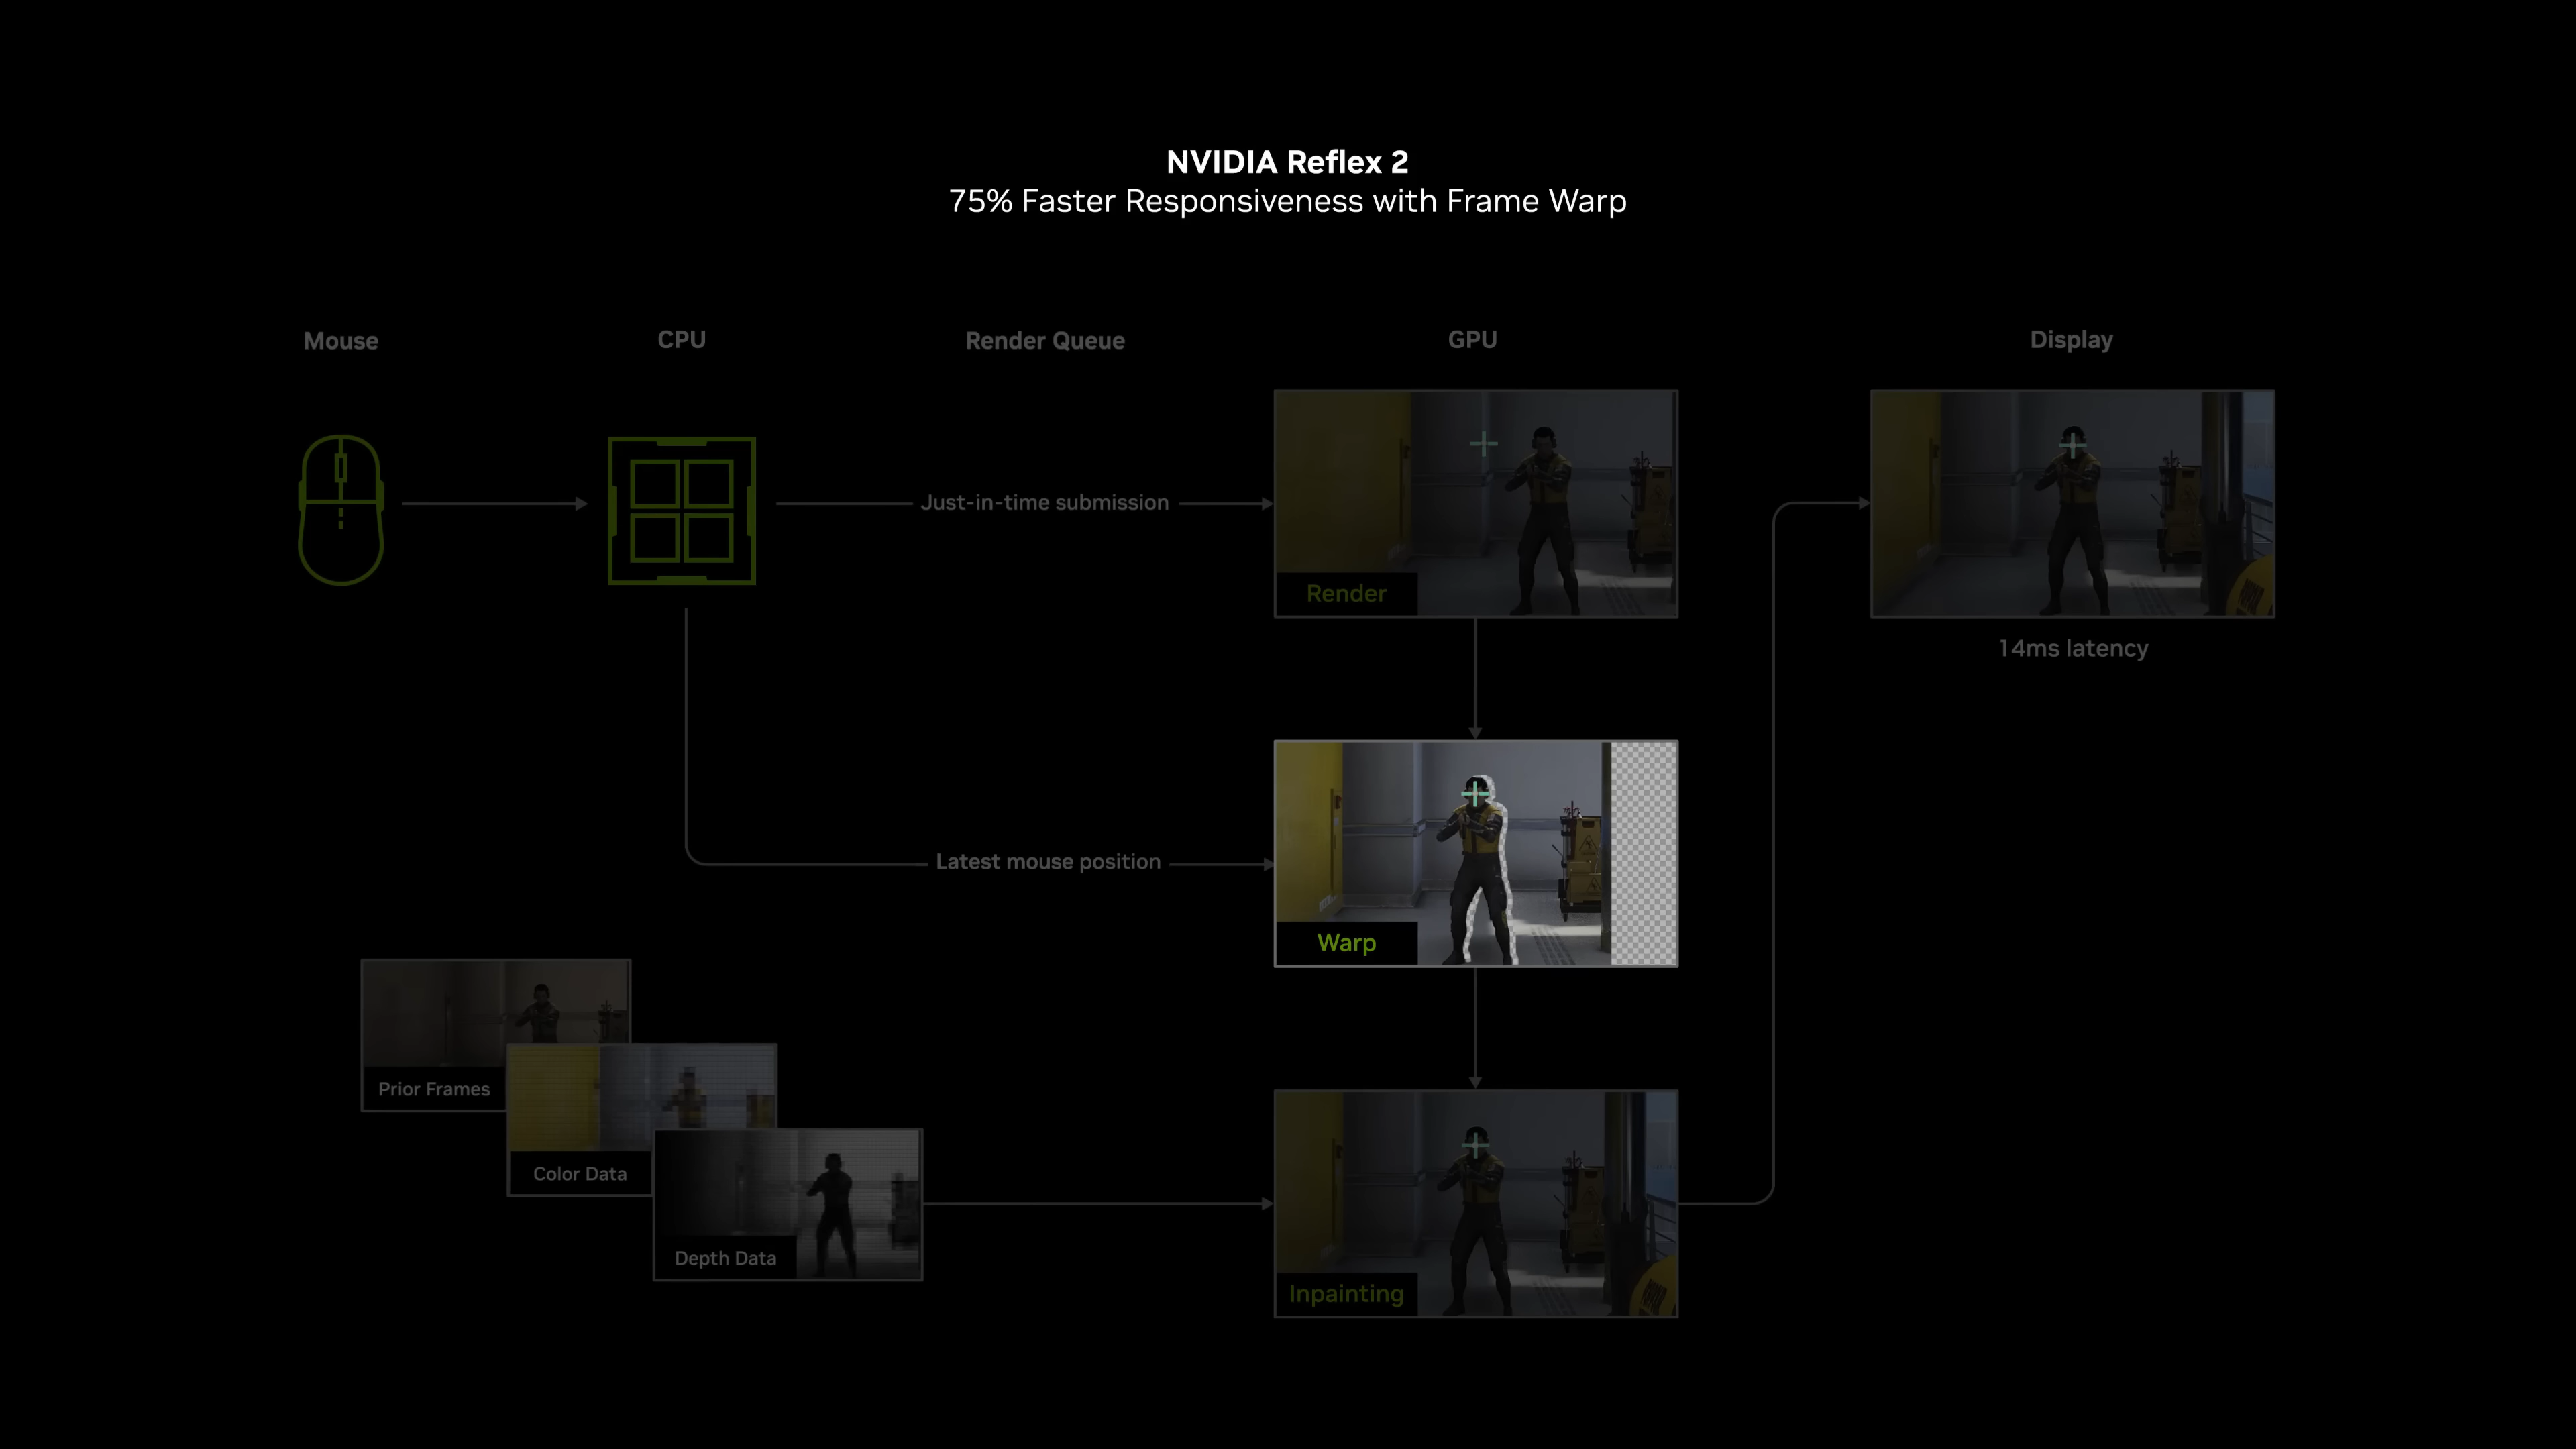 NVIDIA Reflex 2
75% Faster Responsiveness with Frame Warp
Mouse
CPU
Render Queue
GPU
Display
Just-in-time submission
Render
14ms latency
Latest mouse position
Warp
Prior Frames
Color Data
Depth Data
Inpainting